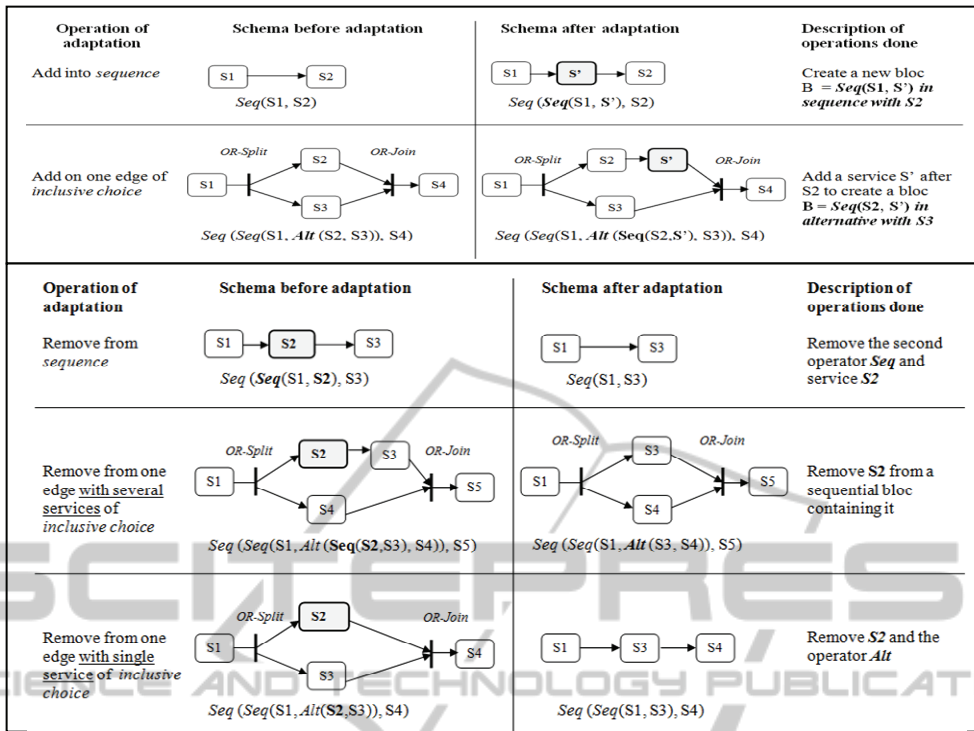 Operation of adaptation
Schema before adaptation
Schema after adaptation
Description of operations done
Add into sequence
S1
S2
Seq(S1, S2)
S1
S'
S2
Seq (Seq(S1, S'), S2)
Create a new bloc
B = Seq(S1, S') in
sequence with S2
Add on one edge of
inclusive choice
OR-Split
S2
OR-Join
S1
S4
S3
Seq (Seq(S1, Alt (S2, S3)), S4)
OR-Split
S2
S'
OR-Join
S1
S4
S3
Seq (Seq(S1, Alt (Seq(S2,S'), S3)), S4)
Add a service S' after
S2 to create a bloc
B = Seq(S2, S') in
alternative with S3
Operation of
adaptation
Schema before adaptation
Schema after adaptation
Description of
operations done
Remove from
sequence
S1
S2
S3
Seq (Seq(S1, S2), S3)
S1
S3
Seq(S1, S3)
Remove the second
operator Seq and
service S2
Remove from one
edge with several
services of
inclusive choice
OR-Split
S2
S3
OR-Join
S1
S5
S4
Seq (Seq(S1, Alt(Seq(S2,S3), S4)), S5)
OR-Split
S3
OR-Join
S1
S5
S4
Seq (Seq(S1, Alt (S3, S4)), S5)
Remove S2 from a
sequential bloc
containing it
SCITEPRES
Remove from one
edge with single
service of inclusive
choice
OR-Split
S2
OR-Join
S1
S4
S3
Seq (Seq(S1, Alt(S2,S3)), S4)
S1
S3
S4
Seq (Seq(S1, S3), S4)
Remove S2 and the
operator Alt
SCIENCE AND TECHNOLOGY PUBLICAT